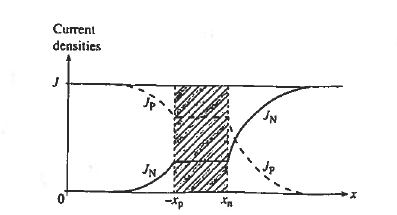 Current
densities
J
J_P
J_N
J_N
J_P
0
-x_p
x_n
x